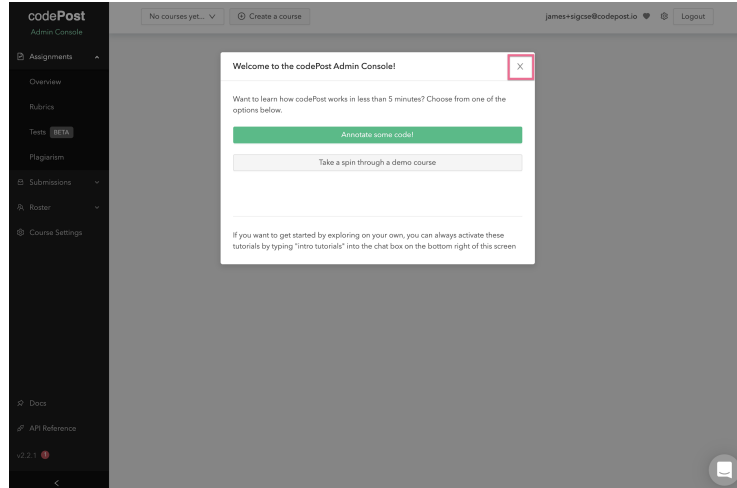 codePost
Admin Console
No courses yet...
Create a course
james+sigcse@codepost.io
Logout
Assignments
Overview
Rubrics
Tests BETA
Plagiarism
Submissions
Roster
Course Settings
Welcome to the codePost Admin Console!
X
Want to learn how codePost works in less than 5 minutes? Choose from one of the
options below.
Annotate some code!
Take a spin through a demo course
If you want to get started by exploring on your own, you can always activate these
tutorials by typing "intro tutorials" into the chat box on the bottom right of this screen
Docs
API Reference
v2.2.1